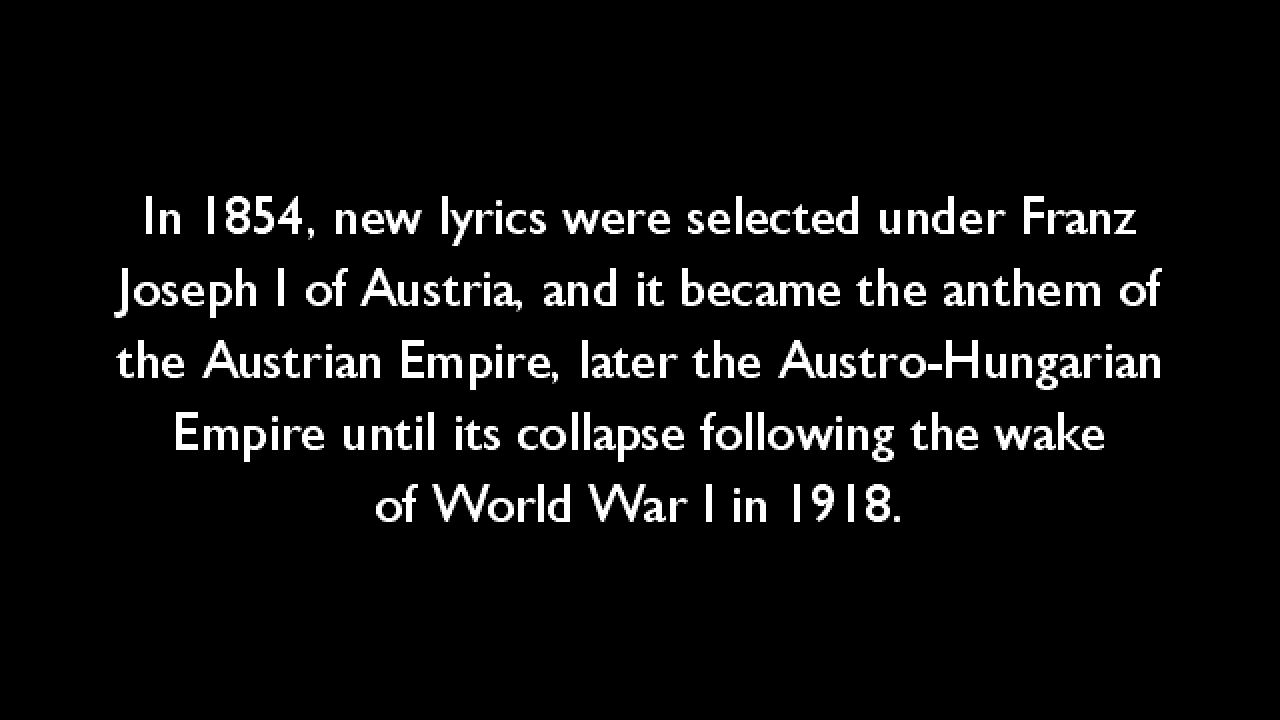 In 1854, new lyrics were selected under Franz
Joseph I of Austria, and it became the anthem of
the Austrian Empire, later the Austro-Hungarian
Empire until its collapse following the wake
of World War I in 1918.